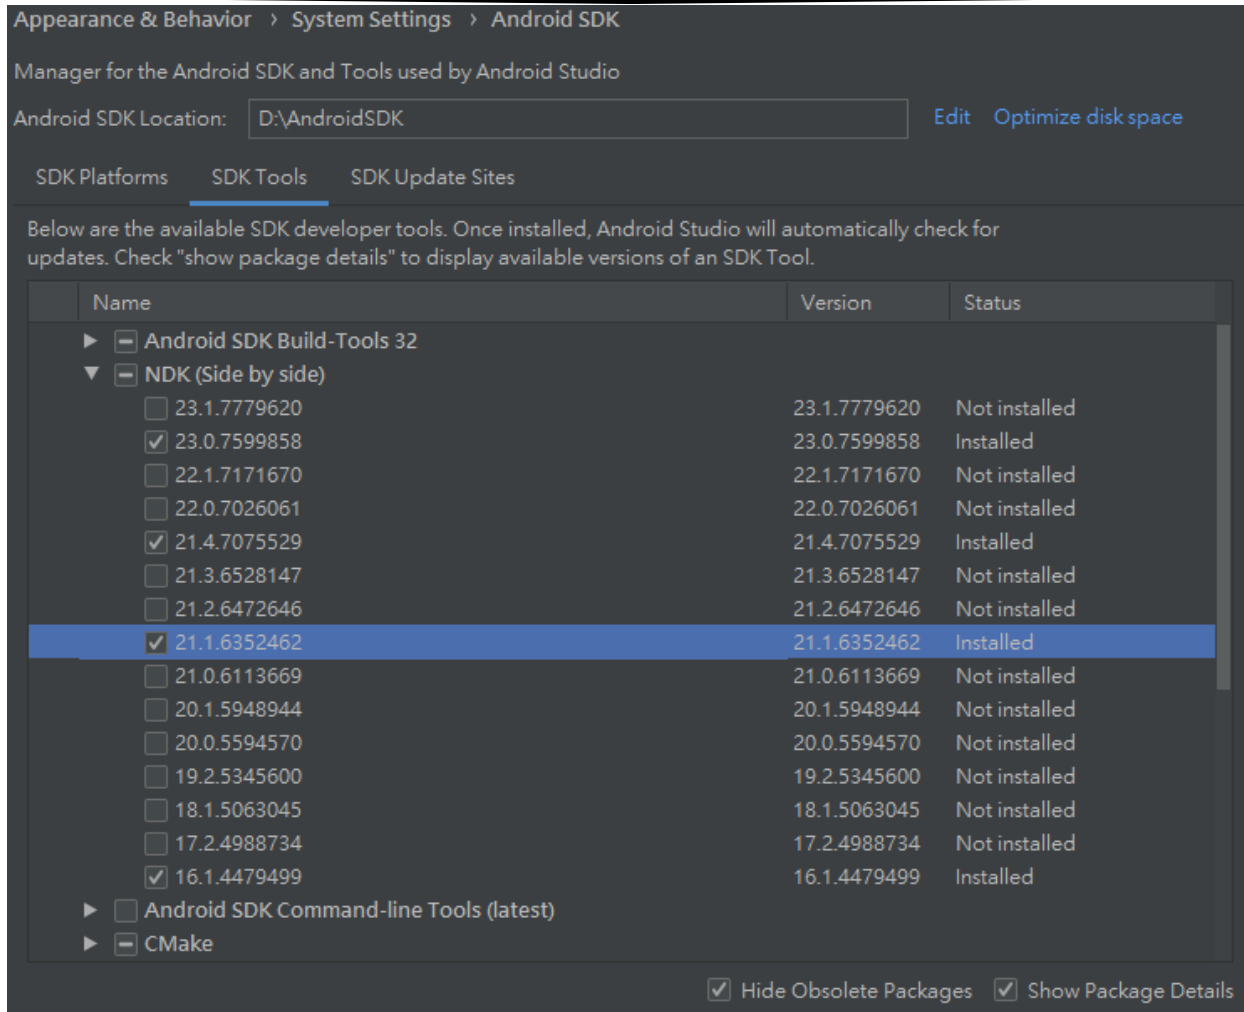 Appearance & Behavior › System Settings › Android SDK
Manager for the Android SDK and Tools used by Android Studio
Android SDK Location: D:\AndroidSDK Edit Optimize disk space
SDK Platforms SDK Tools SDK Update Sites
Below are the available SDK developer tools. Once installed, Android Studio will automatically check for
updates. Check "show package details" to display available versions of an SDK Tool.
Name Version Status
Android SDK Build-Tools 32
NDK (Side by side)
23.1.7779620 23.1.7779620 Not installed
23.0.7599858 23.0.7599858 Installed
22.1.7171670 22.1.7171670 Not installed
22.0.7026061 22.0.7026061 Not installed
21.4.7075529 21.4.7075529 Installed
21.3.6528147 21.3.6528147 Not installed
21.2.6472646 21.2.6472646 Not installed
21.1.6352462 21.1.6352462 Installed
21.0.6113669 21.0.6113669 Not installed
20.1.5948944 20.1.5948944 Not installed
20.0.5594570 20.0.5594570 Not installed
19.2.5345600 19.2.5345600 Not installed
18.1.5063045 18.1.5063045 Not installed
17.2.4988734 17.2.4988734 Not installed
16.1.4479499 16.1.4479499 Installed
Android SDK Command-line Tools (latest)
CMake
Hide Obsolete Packages Show Package Details